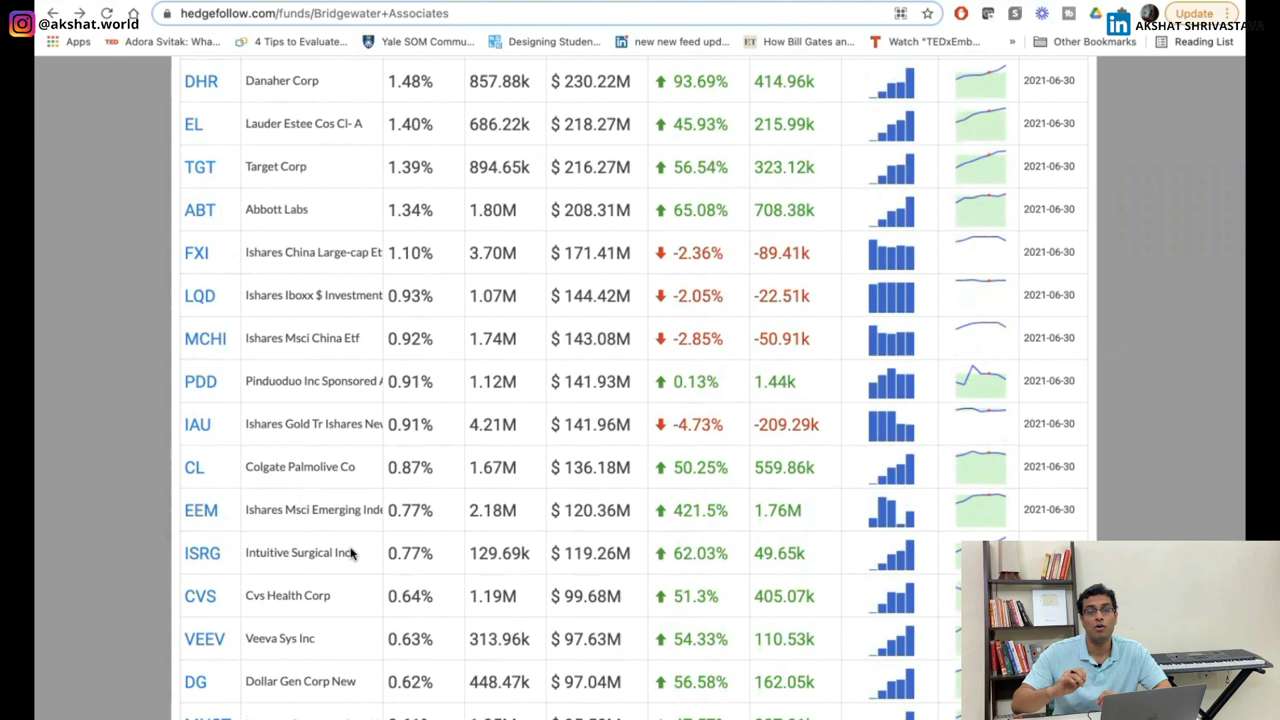 @akshat.world
hedgefollow.com/funds/Bridgewater+Associates
Update
in AKSHAT SHRIVASTAVA
Apps
TED Adora Svitak: Wha...
4 Tips to Evaluate...
Yale SOM Commu...
Designing Studen...
new new feed upd...
ET How Bill Gates an...
T Watch "TEDxEmb...
»
Other Bookmarks
Reading List
DHR Danaher Corp 1.48% 857.88k $ 230.22M 93.69% 414.96k 2021-06-30
EL Lauder Estee Cos Cl- A 1.40% 686.22k $ 218.27M 45.93% 215.99k 2021-06-30
TGT Target Corp 1.39% 894.65k $ 216.27M 56.54% 323.12k 2021-06-30
ABT Abbott Labs 1.34% 1.80M $ 208.31M 65.08% 708.38k 2021-06-30
FXI Ishares China Large-cap Et 1.10% 3.70M $ 171.41M -2.36% -89.41k 2021-06-30
LQD Ishares Iboxx $ Investment 0.93% 1.07M $ 144.42M -2.05% -22.51k 2021-06-30
MCHI Ishares Msci China Etf 0.92% 1.74M $ 143.08M -2.85% -50.91k 2021-06-30
PDD Pinduoduo Inc Sponsored 0.91% 1.12M $ 141.93M 0.13% 1.44k 2021-06-30
IAU Ishares Gold Tr Ishares Nev 0.91% 4.21M $ 141.96M -4.73% -209.29k 2021-06-30
CL Colgate Palmolive Co 0.87% 1.67M $ 136.18M 50.25% 559.86k 2021-06-30
EEM Ishares Msci Emerging Inde 0.77% 2.18M $ 120.36M 421.5% 1.76M 2021-06-30
ISRG Intuitive Surgical Inc 0.77% 129.69k $ 119.26M 62.03% 49.65k
CVS Cvs Health Corp 0.64% 1.19M $ 99.68M 51.3% 405.07k
VEEV Veeva Sys Inc 0.63% 313.96k $ 97.63M 54.33% 110.53k
DG Dollar Gen Corp New 0.62% 448.47k $ 97.04M 56.58% 162.05k